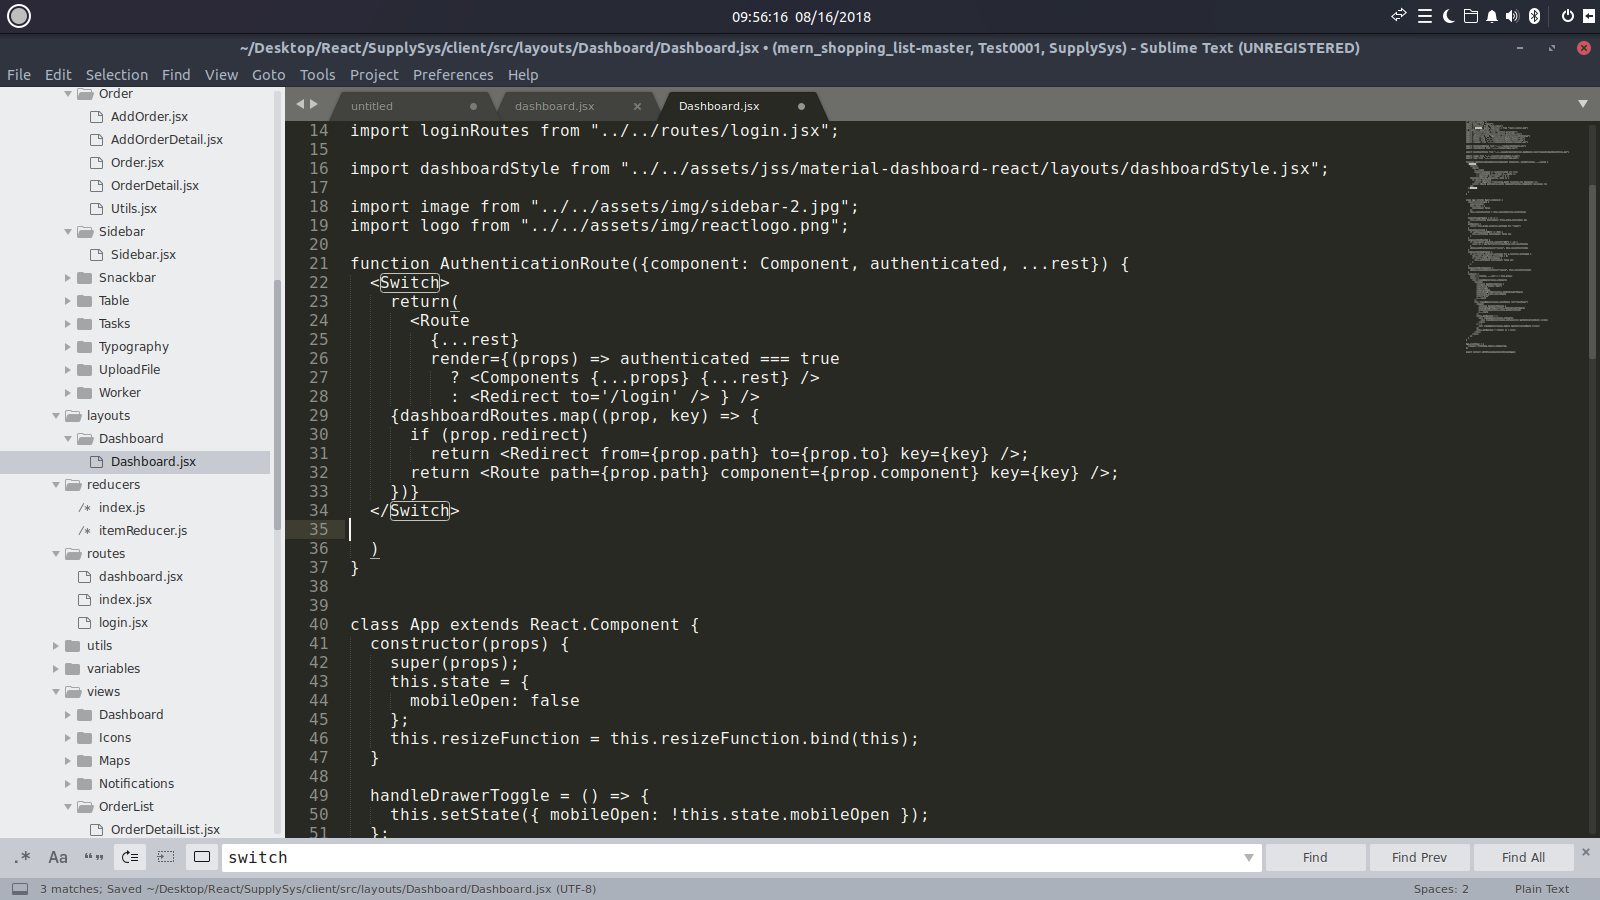 09:56:16 08/16/2018
~/Desktop/React/SupplySys/client/src/layouts/Dashboard/Dashboard.jsx • (mern_shopping_list-master, Test0001, SupplySys) - Sublime Text (UNREGISTERED)
File Edit Selection Find View Goto Tools Project Preferences Help
Order
AddOrder.jsx
AddOrderDetail.jsx
Order.jsx
OrderDetail.jsx
Utils.jsx
Sidebar
Sidebar.jsx
Snackbar
Table
Tasks
Typography
UploadFile
Worker
layouts
Dashboard
Dashboard.jsx
reducers
/* index.js
/* itemReducer.js
routes
dashboard.jsx
index.jsx
login.jsx
utils
variables
views
Dashboard
Icons
Maps
Notifications
OrderList
OrderDetailList.jsx
untitled dashboard.jsx × Dashboard.jsx
14 import loginRoutes from "../../routes/login.jsx";
15
16 import dashboardStyle from "../../assets/jss/material-dashboard-react/layouts/dashboardStyle.jsx";
17
18 import image from "../../assets/img/sidebar-2.jpg";
19 import logo from "../../assets/img/reactlogo.png";
20
21 function AuthenticationRoute({component: Component, authenticated, ...rest}) {
22 <Switch>
23 return(
24 <Route
25 {...rest}
26 render={(props) => authenticated === true
27 ? <Components {...props} {...rest} />
28 : <Redirect to='/login' /> } />
29 {dashboardRoutes.map((prop, key) => {
30 if (prop.redirect)
31 return <Redirect from={prop.path} to={prop.to} key={key} />;
32 return <Route path={prop.path} component={prop.component} key={key} />;
33 })}
34 </Switch>
35
36 )
37 }
38
39
40 class App extends React.Component {
41 constructor(props) {
42 super(props);
43 this.state = {
44 mobileOpen: false
45 };
46 this.resizeFunction = this.resizeFunction.bind(this);
47 }
48
49 handleDrawerToggle = () => {
50 this.setState({ mobileOpen: !this.state.mobileOpen });
51 };
.* Aa “” switch Find Find Prev Find All ×
3 matches; Saved ~/Desktop/React/SupplySys/client/src/layouts/Dashboard/Dashboard.jsx (UTF-8) Spaces: 2 Plain Text